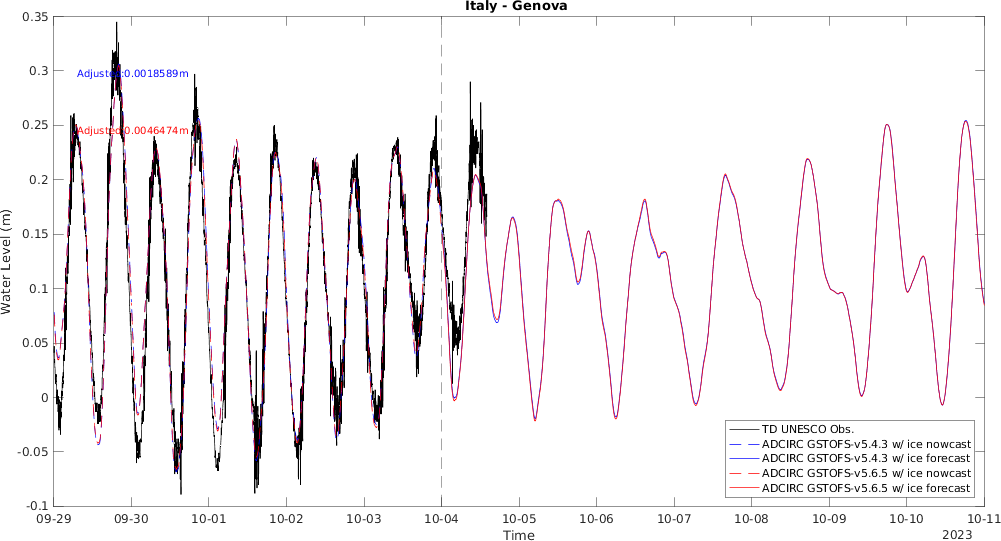 Italy - Genova
0.35
0.3
0.25
0.2
0.15
0.1
0.05
0
-0.05
-0.1
Water Level (m)
Adjusted:0.0018589m
Adjusted:0.0046474m
TD UNESCO Obs.
ADCIRC GSTOFS-v5.4.3 w/ ice nowcast
ADCIRC GSTOFS-v5.4.3 w/ ice forecast
ADCIRC GSTOFS-v5.6.5 w/ ice nowcast
ADCIRC GSTOFS-v5.6.5 w/ ice forecast
09-29 09-30 10-01 10-02 10-03 10-04 10-05 10-06 10-07 10-08 10-09 10-10 10-11
Time
2023